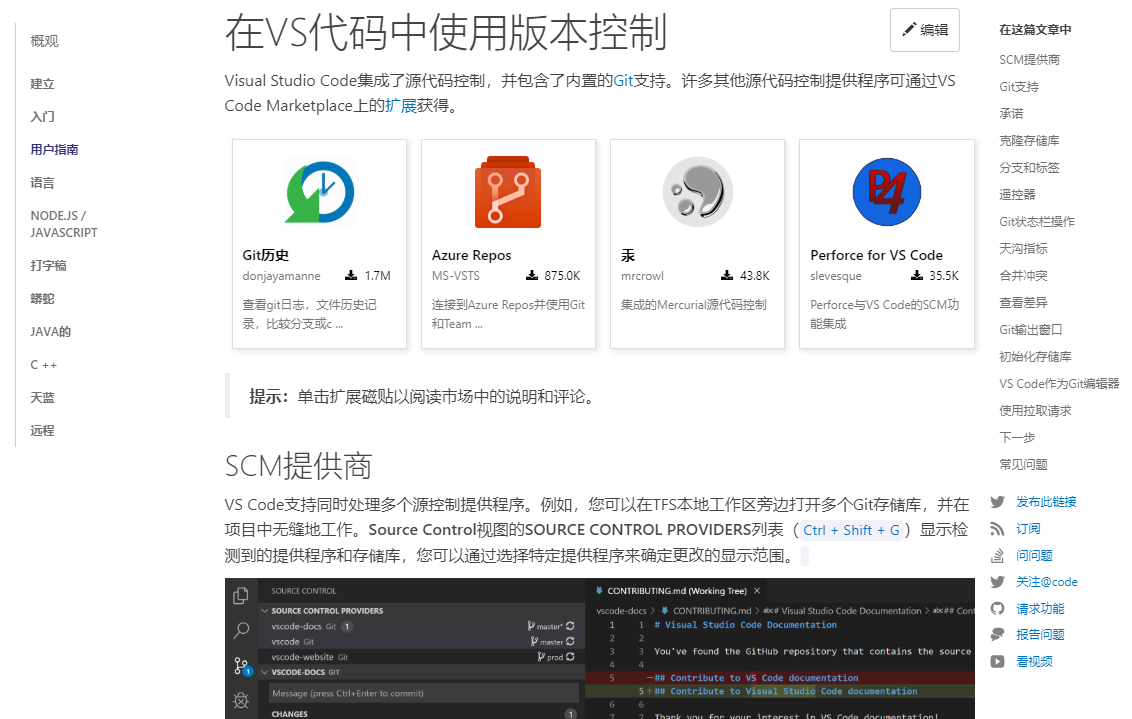 概观
建立
入门
用户指南
语言
NODE.JS /
JAVASCRIPT
打字稿
蟒蛇
JAVA的
C ++
天蓝
远程
在VS代码中使用版本控制
编辑
Visual Studio Code集成了源代码控制，并包含了内置的Git支持。许多其他源代码控制提供程序可通过VS
Code Marketplace上的扩展获得。
Git历史
donjayamanne 1.7M
查看git日志，文件历史记
录，比较分支或c ...
Azure Repos
MS-VSTS 875.0K
连接到Azure Repos并使用Git
和Team ...
汞
mrcrowl 43.8K
集成的Mercurial源代码控制
P4
Perforce for VS Code
slevesque 35.5K
Perforce与VS Code的SCM功
能集成
提示：单击扩展磁贴以阅读市场中的说明和评论。
SCM提供商
VS Code支持同时处理多个源控制提供程序。例如，您可以在TFS本地工作区旁边打开多个Git存储库，并在
项目中无缝地工作。Source Control视图的SOURCE CONTROL PROVIDERS列表（Ctrl + Shift + G）显示检
测到的提供程序和存储库，您可以通过选择特定提供程序来确定更改的显示范围。
SOURCE CONTROL
SOURCE CONTROL PROVIDERS
vscode-docs Git 1 master*
vscode Git master
vscode-website Git prod
1
VSCODE-DOCS GIT
Message (press Ctrl+Enter to commit)
CHANGES 1
CONTRIBUTING.md (Working Tree) ×
vscode-docs > CONTRIBUTING.md > abc## Visual Studio Code Documentation > abc## Cont
1 1 # Visual Studio Code Documentation
2 2
3 3 You've found the GitHub repository that contains the source
4 4
5 −## Contribute to VS Code documentation
5 +## Contribute to Visual Studio Code documentation
6 6
7 7 Thank you for your interest in VS Code documentation!
在这篇文章中
SCM提供商
Git支持
承诺
克隆存储库
分支和标签
遥控器
Git状态栏操作
天沟指标
合并冲突
查看差异
Git输出窗口
初始化存储库
VS Code作为Git编辑器
使用拉取请求
下一步
常见问题
发布此链接
订阅
问问题
关注@code
请求功能
报告问题
看视频